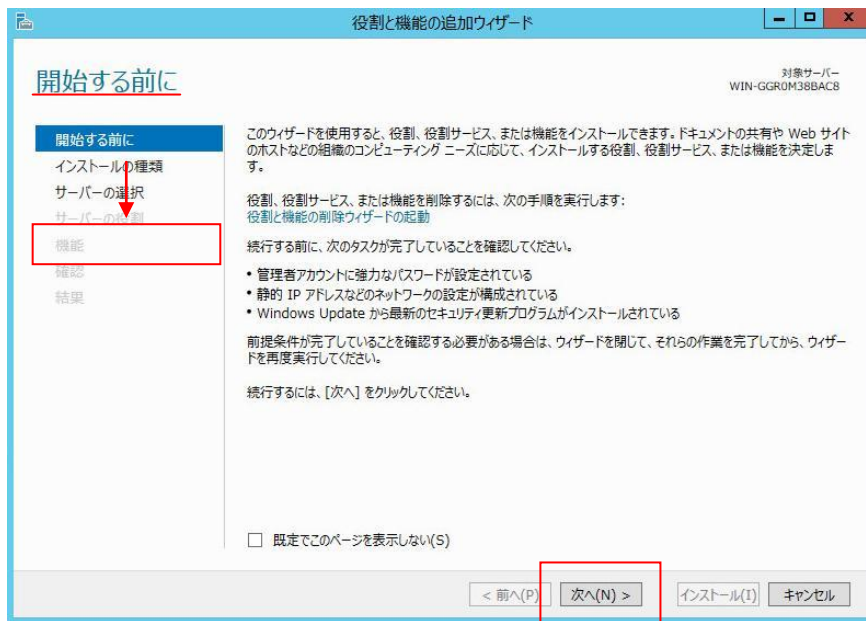 役割と機能の追加ウィザード
開始する前に
対象サーバー
WIN-GGR0M38BAC8
開始する前に
インストールの種類
サーバーの選択
サーバーの役割
機能
確認
結果
このウィザードを使用すると、役割、役割サービス、または機能をインストールできます。ドキュメントの共有や Web サイト
のホストなどの組織のコンピューティング ニーズに応じて、インストールする役割、役割サービス、または機能を決定しま
す。
役割、役割サービス、または機能を削除するには、次の手順を実行します:
役割と機能の削除ウィザードの起動
続行する前に、次のタスクが完了していることを確認してください。
• 管理者アカウントに強力なパスワードが設定されている
• 静的 IP アドレスなどのネットワークの設定が構成されている
• Windows Update から最新のセキュリティ更新プログラムがインストールされている
前提条件が完了していることを確認する必要がある場合は、ウィザードを閉じて、それらの作業を完了してから、ウィザー
ドを再度実行してください。
続行するには、[次へ] をクリックしてください。
既定でこのページを表示しない(S)
< 前へ(P)
次へ(N) >
インストール(I)
キャンセル